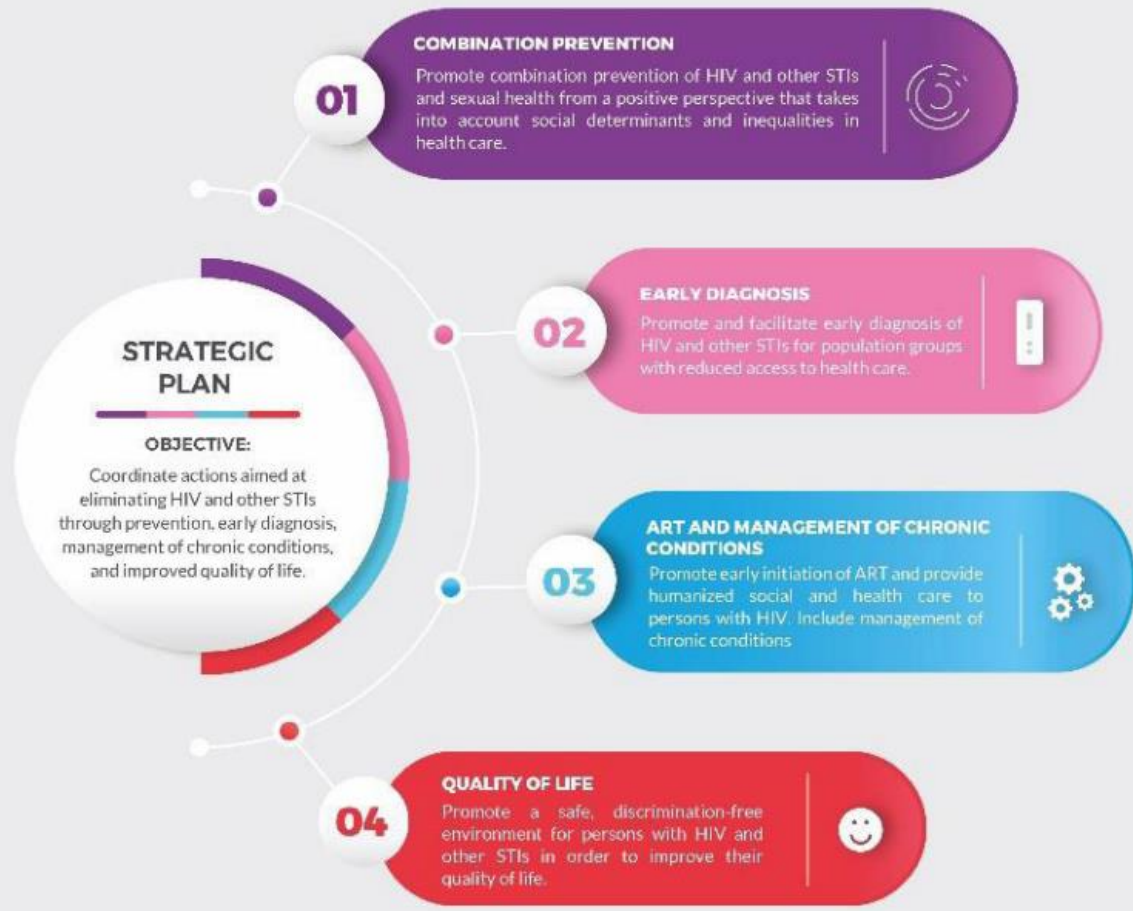 01
COMBINATION PREVENTION
Promote combination prevention of HIV and other STIs
and sexual health from a positive perspective that takes
into account social determinants and inequalities in
health care.
02
EARLY DIAGNOSIS
Promote and facilitate early diagnosis of
HIV and other STIs for population groups
with reduced access to health care.
STRATEGIC
PLAN
OBJECTIVE:
Coordinate actions aimed at
eliminating HIV and other STIs
through prevention, early diagnosis,
management of chronic conditions,
and improved quality of life.
03
ART AND MANAGEMENT OF CHRONIC
CONDITIONS
Promote early initiation of ART and provide
humanized social and health care to
persons with HIV. Include management of
chronic conditions
04
QUALITY OF LIFE
Promote a safe, discrimination-free
environment for persons with HIV and
other STIs in order to improve their
quality of life.